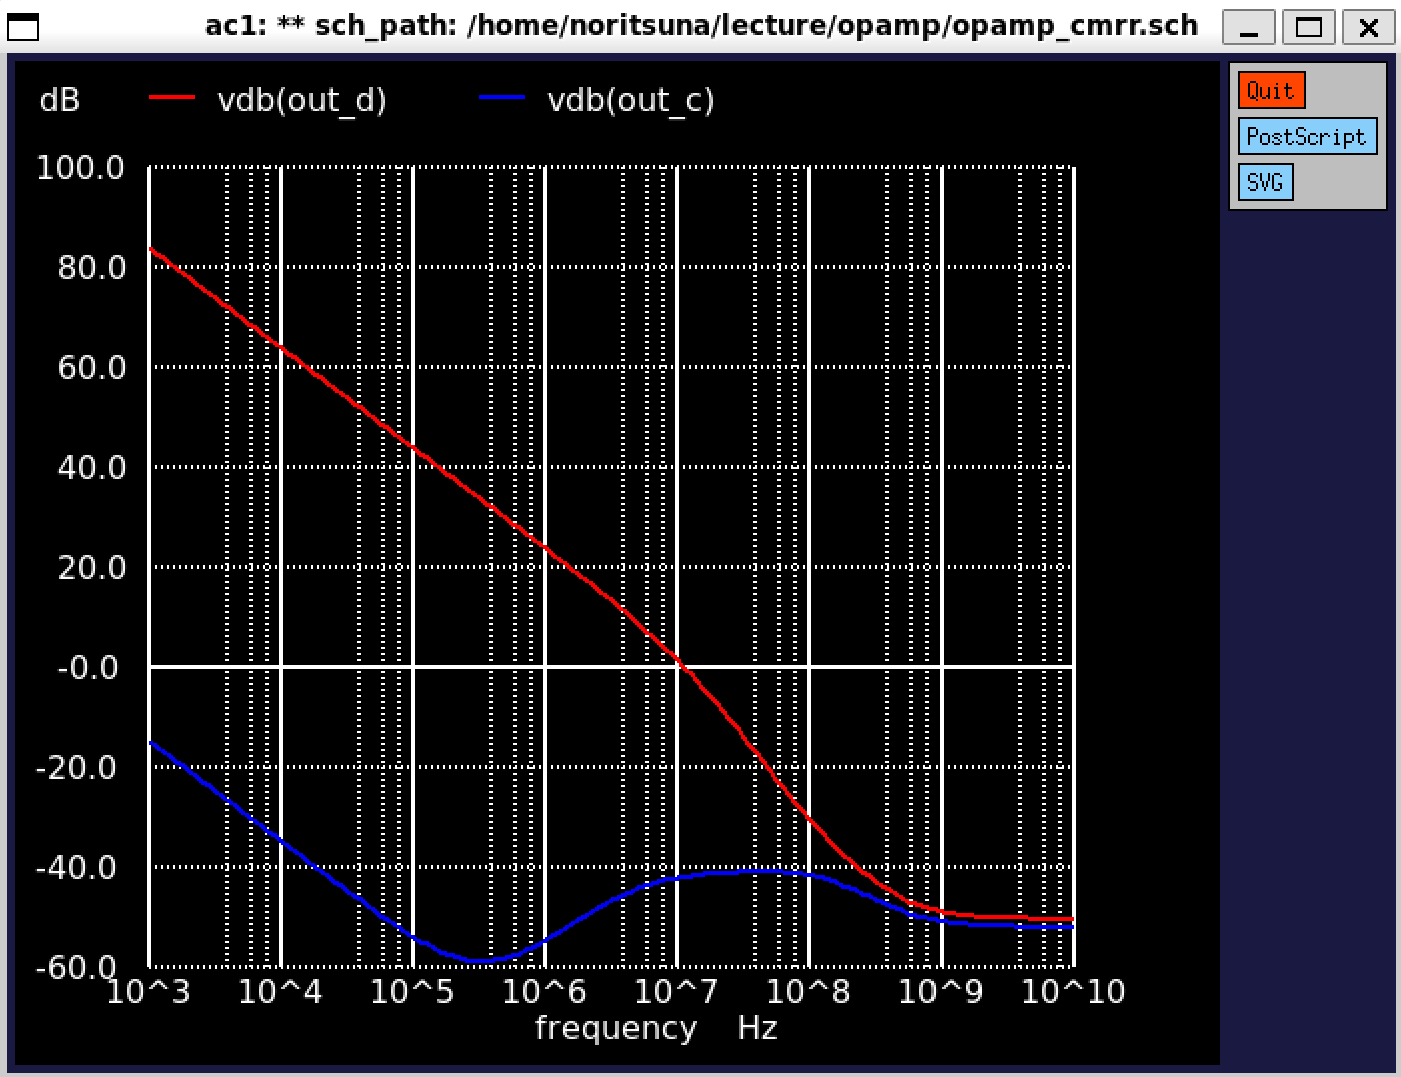 ac1: ** sch_path: /home/noritsuna/lecture/opamp/opamp_cmrr.sch
Quit
PostScript
SVG
dB vdb(out_d) vdb(out_c)
100.0
80.0
60.0
40.0
20.0
-0.0
-20.0
-40.0
-60.0
10^3 10^4 10^5 10^6 10^7 10^8 10^9 10^10
frequency Hz